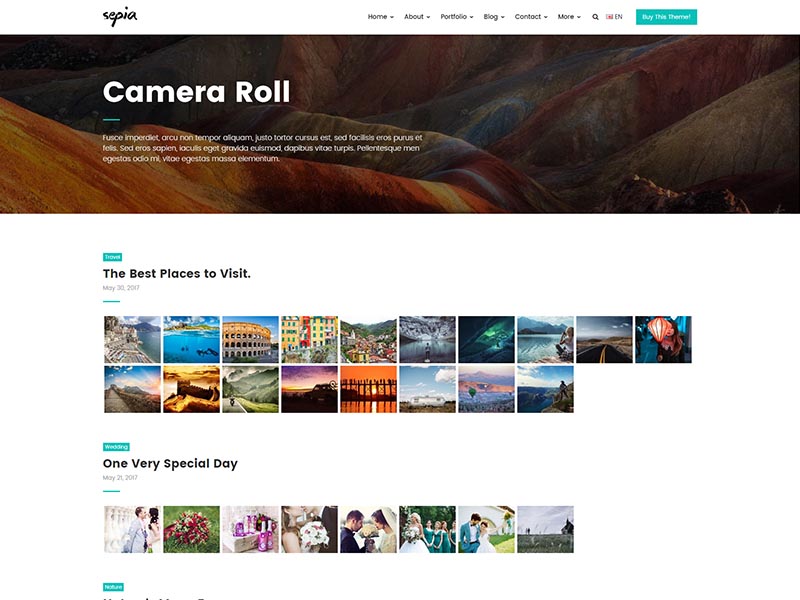 sepia
Home
About
Portfolio
Blog
Contact
More
EN
Buy This Theme!
Camera Roll
Fusce imperdiet, arcu non tempor aliquam, justo tortor cursus est, sed facilisis eros purus et
felis. Sed eros sapien, iaculis eget gravida euismod, dapibus vitae turpis. Pellentesque men
egestas odio mi, vitae egestas massa elementum.
Travel
The Best Places to Visit.
May 30, 2017
Wedding
One Very Special Day
May 21, 2017
Nature